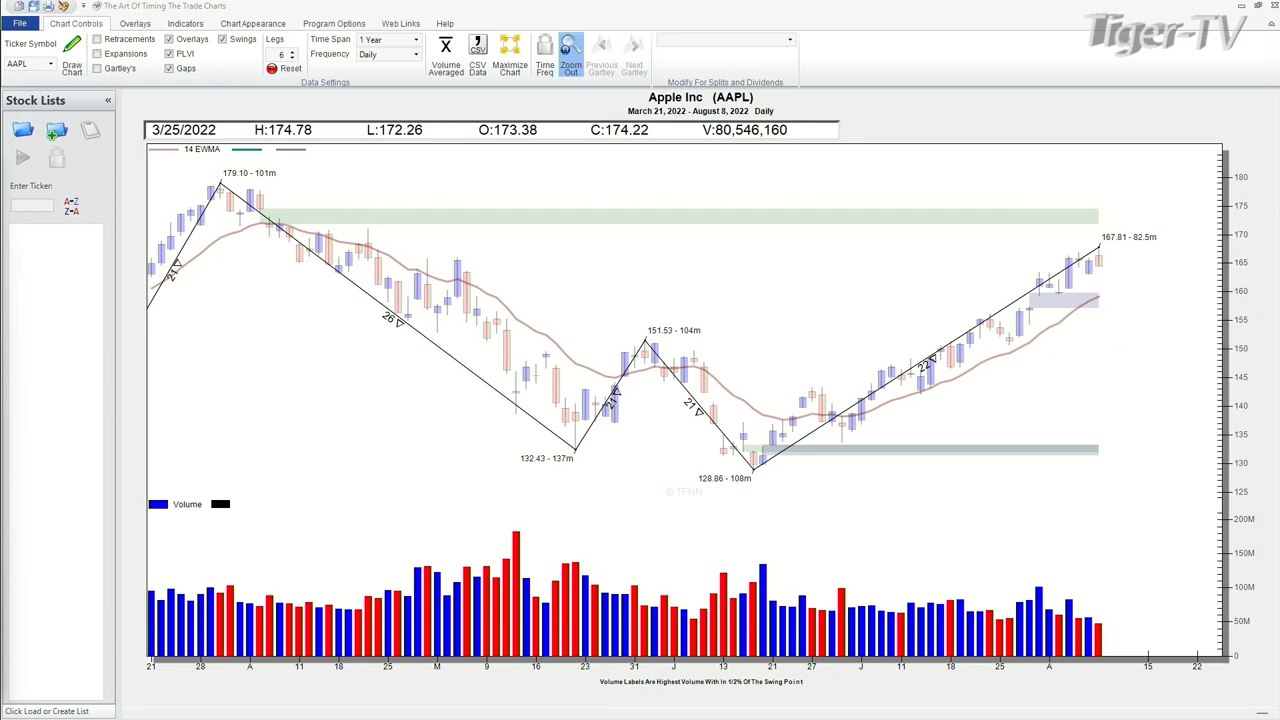 The Art Of Timing The Trade Charts
File
Chart Controls
Overlays
Indicators
Chart Appearance
Program Options
Web Links
Help
Tiger-TV
Ticker Symbol
AAPL
Draw
Chart
Retracements
Expansions
Gartley's
Overlays
PLVI
Gaps
Swings
Legs
6
Reset
Time Span
1 Year
Frequency
Daily
Data Settings
Volume
Averaged
CSV
CSV
Data
Maximize
Chart
Time
Freq
Zoom
Out
Previous
Gartley
Next
Gartley
Modify For Splits and Dividends
Stock Lists
«
Enter Ticker:
A-Z
Z-A
Click Load or Create List
Apple Inc (AAPL)
March 21, 2022 - August 8, 2022 Daily
3/25/2022 H:174.78 L:172.26 O:173.38 C:174.22 V:80,546,160
14 EWMA
179.10 - 101m
167.81 - 82.5m
151.53 - 104m
132.43 - 137m
128.86 - 108m
21
26
21
21
22
© TFNN
180
175
170
165
160
155
150
145
140
135
130
125
Volume
200M
150M
100M
50M
0
21 28 A 11 18 25 M 9 16 23 31 J 13 21 27 J 11 18 25 A 15 22
Volume Labels Are Highest Volume With In 1/2% Of The Swing Point